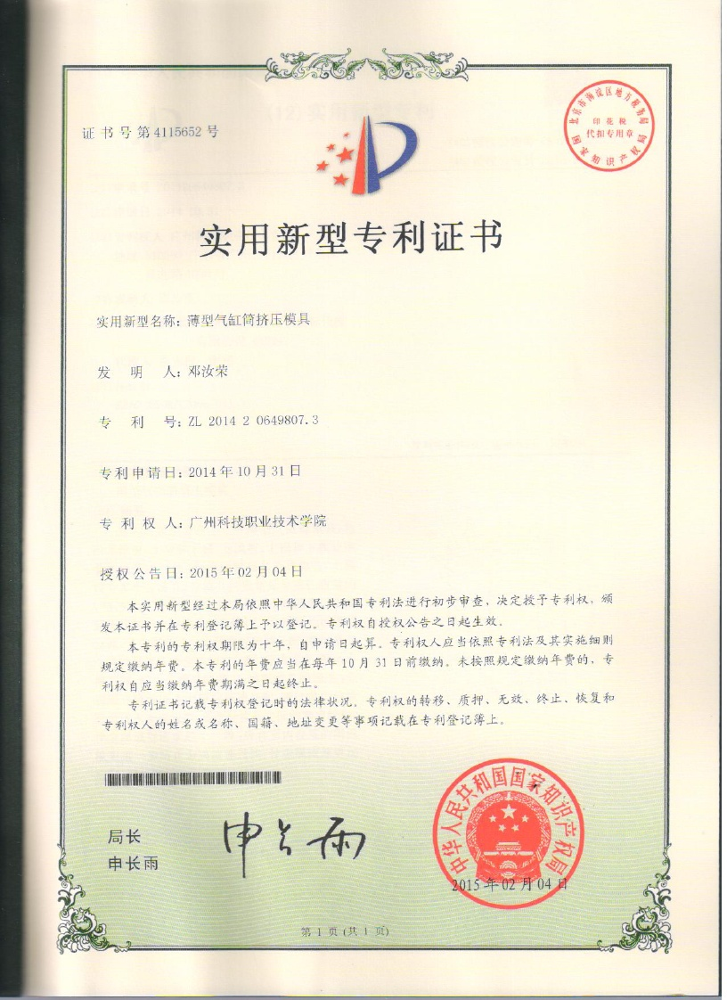 证书号第4115652号
北京市海淀区地方税务局
印花税
代扣专用章
国家知识产权局
实用新型专利证书
实用新型名称：薄型气缸筒挤压模具
发明人：邓汝荣
专利号：ZL 2014 2 0649807.3
专利申请日：2014年10月31日
专利权人：广州科技职业技术学院
授权公告日：2015年02月04日
本实用新型经过本局依照中华人民共和国专利法进行初步审查，决定授予专利权，颁
发本证书并在专利登记簿上予以登记。专利权自授权公告之日起生效。
本专利的专利权期限为十年，自申请日起算。专利权人应当依照专利法及其实施细则
规定缴纳年费。本专利的年费应当在每年10月31日前缴纳。未按照规定缴纳年费的，专
利权自应当缴纳年费期满之日起终止。
专利证书记载专利权登记时的法律状况。专利权的转移、质押、无效、终止、恢复和
专利权人的姓名或名称、国籍、地址变更等事项记载在专利登记簿上。
局长
申长雨
申长雨
中华人民共和国国家知识产权局
2015年02月04日
第1页(共1页)